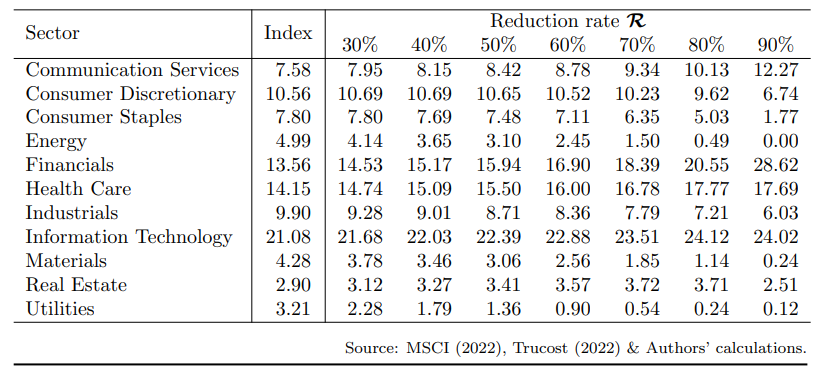 Sector Index Reduction rate 𝓡
30% 40% 50% 60% 70% 80% 90%
Communication Services 7.58 7.95 8.15 8.42 8.78 9.34 10.13 12.27
Consumer Discretionary 10.56 10.69 10.69 10.65 10.52 10.23 9.62 6.74
Consumer Staples 7.80 7.80 7.69 7.48 7.11 6.35 5.03 1.77
Energy 4.99 4.14 3.65 3.10 2.45 1.50 0.49 0.00
Financials 13.56 14.53 15.17 15.94 16.90 18.39 20.55 28.62
Health Care 14.15 14.74 15.09 15.50 16.00 16.78 17.77 17.69
Industrials 9.90 9.28 9.01 8.71 8.36 7.79 7.21 6.03
Information Technology 21.08 21.68 22.03 22.39 22.88 23.51 24.12 24.02
Materials 4.28 3.78 3.46 3.06 2.56 1.85 1.14 0.24
Real Estate 2.90 3.12 3.27 3.41 3.57 3.72 3.71 2.51
Utilities 3.21 2.28 1.79 1.36 0.90 0.54 0.24 0.12
Source: MSCI (2022), Trucost (2022) & Authors' calculations.